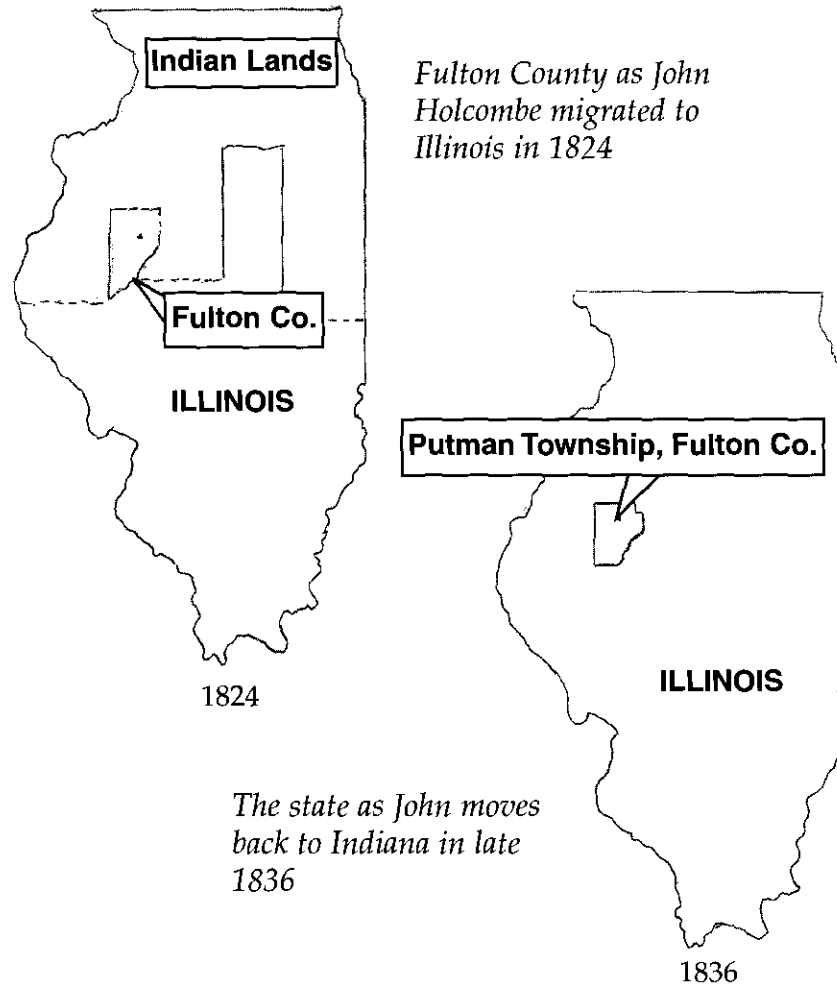 Indian Lands
Fulton County as John
Holcombe migrated to
Illinois in 1824
Fulton Co.
ILLINOIS
1824
Putman Township, Fulton Co.
ILLINOIS
The state as John moves
back to Indiana in late
1836
1836